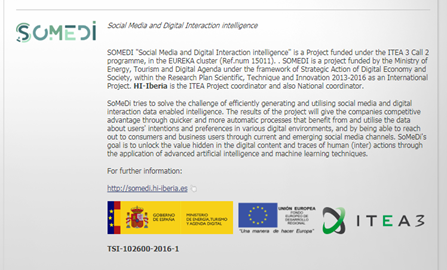 SOMEDI
Social Media and Digital Interaction intelligence
SOMEDI "Social Media and Digital Interaction intelligence" is a Project funded under the ITEA 3 Call 2
programme, in the EUREKA cluster (Ref.num 15011). . SOMEDI is a project funded by the Ministry of
Energy, Tourism and Digital Agenda under the framework of Strategic Action of Digital Economy and
Society, within the Research Plan Scientific, Technique and Innovation 2013-2016 as an International
Project. HI-Iberia is the ITEA Project coordinator and also National coordinator.
SoMeDi tries to solve the challenge of efficiently generating and utilising social media and digital
interaction data enabled intelligence. The results of the project will give the companies competitive
advantage through quicker and more automatic processes that benefit from and utilise the data
about users' intentions and preferences in various digital environments, and by being able to reach
out to consumers and business users through current and emerging social media channels. SoMeDi's
goal is to unlock the value hidden in the digital content and traces of human (inter) actions through
the application of advanced artificial intelligence and machine learning techniques.
For further information:
http://somedi.hi-iberia.es
GOBIERNO
DE ESPAÑA
MINISTERIO
DE ENERGÍA, TURISMO
Y AGENDA DIGITAL
UNIÓN EUROPEA
FONDO
EUROPEO DE
DESARROLLO
REGIONAL
"Una manera de hacer Europa"
ITEA3
TSI-102600-2016-1